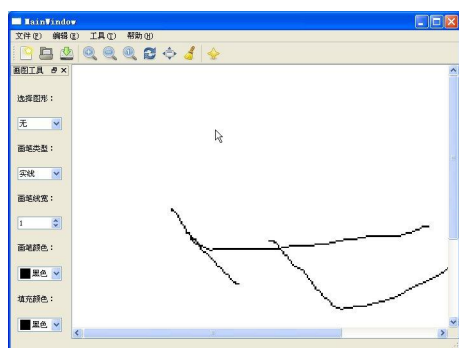 MainWindow
文件(F) 编辑(E) 工具(T) 帮助(H)
画图工具
选择图形：
无
画笔类型：
实线
画笔线宽：
1
画笔颜色：
黑色
填充颜色：
黑色